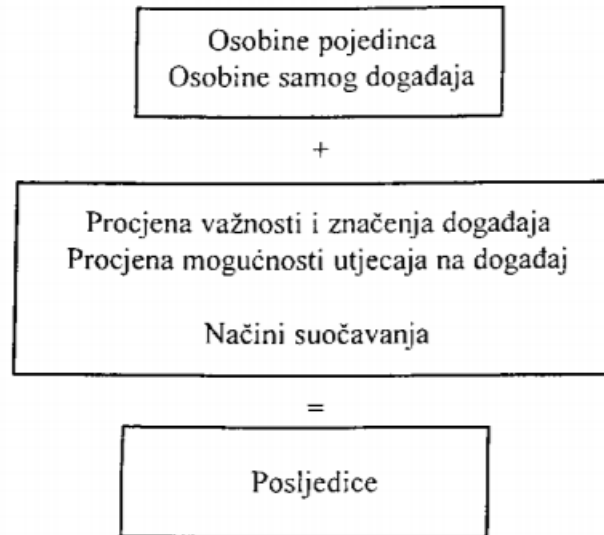 Osobine pojedinca
Osobine samog događaja
+
Procjena važnosti i značenja događaja
Procjena mogućnosti utjecaja na događaj
Načini suočavanja
=
Posljedice